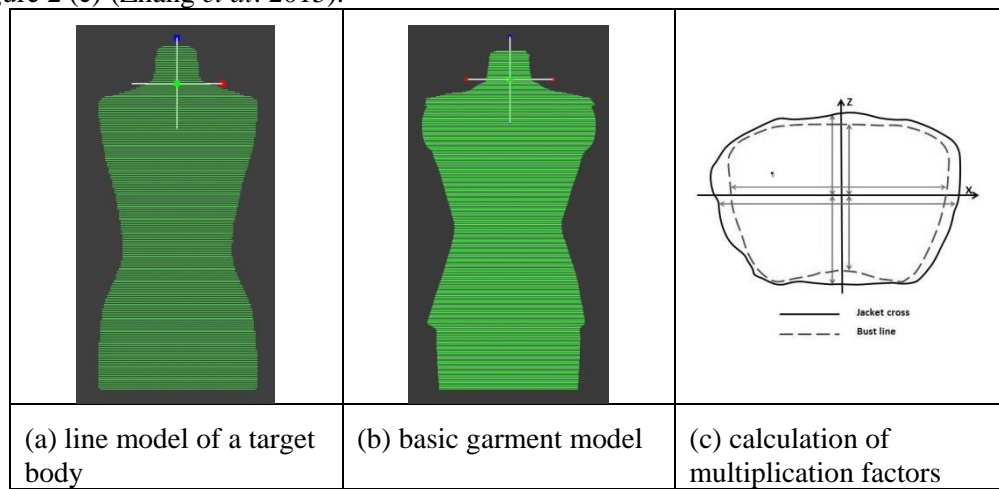 Z
X
Jacket cross
Bust line
(a) line model of a target
body
(b) basic garment model
(c) calculation of
multiplication factors